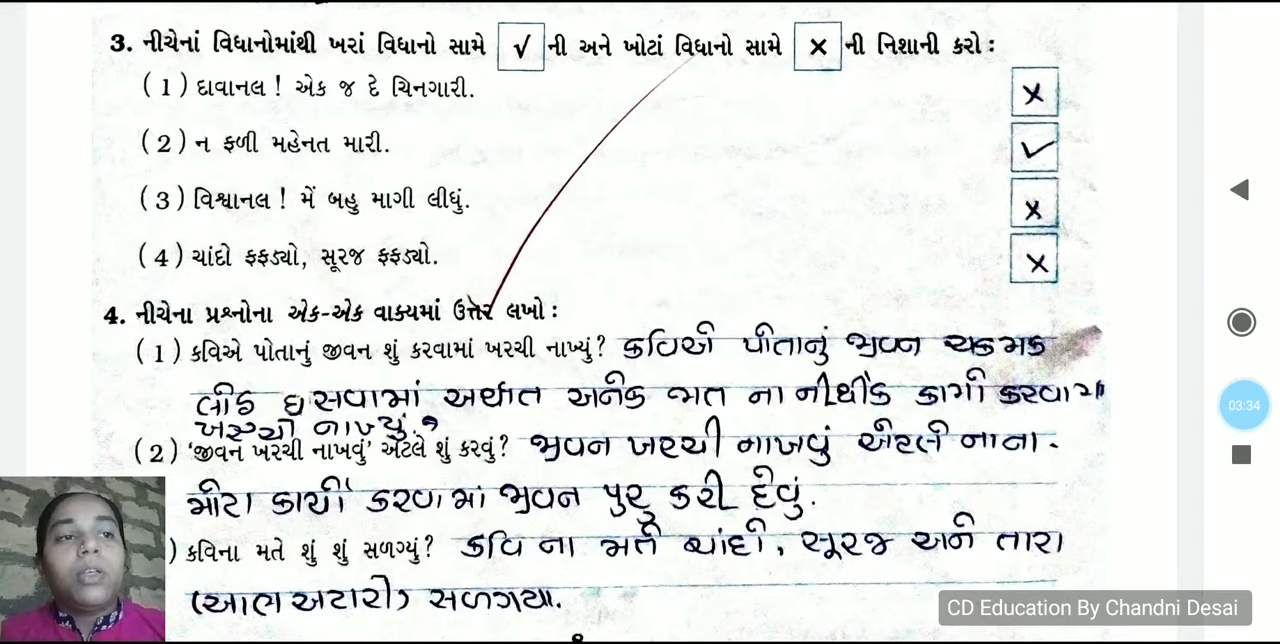 3. નીચેનાં વિધાનોમાંથી ખરાં વિધાનો સામે √ ની અને ખોટાં વિધાનો સામે × ની નિશાની કરો :
(1) દાવાનલ ! એક જ દે ચિનગારી. ×
(2) ન ફળી મહેનત મારી. ✓
(3) વિશ્વાનલ ! મેં બહુ માગી લીધું. ×
(4) ચાંદો ફફડ્યો, સૂરજ ફફડ્યો. ×
4. નીચેના પ્રશ્નોના એક-એક વાક્યમાં ઉત્તર લખો :
(1) કવિએ પોતાનું જીવન શું કરવામાં ખરચી નાખ્યું? કવિએ પોતાનું જીવન ચકમક
લોઢું ઘસવામાં અર્થાત અનેક જાત ના કાર્યો કરવામાં
ખરચી નાખ્યું.
(2) 'જીવન ખરચી નાખવું' એટલે શું કરવું? જીવન ખરચી નાખવું એટલે નાના-
મોટા કાર્યો કરવામાં જીવન પુરુ કરી દેવું.
) કવિના મતે શું શું સળગ્યું? કવિ ના મતે ચાંદો, સૂરજ અને તારા
(આભ અટારી) સળગ્યા.
03:34
CD Education By Chandni Desai